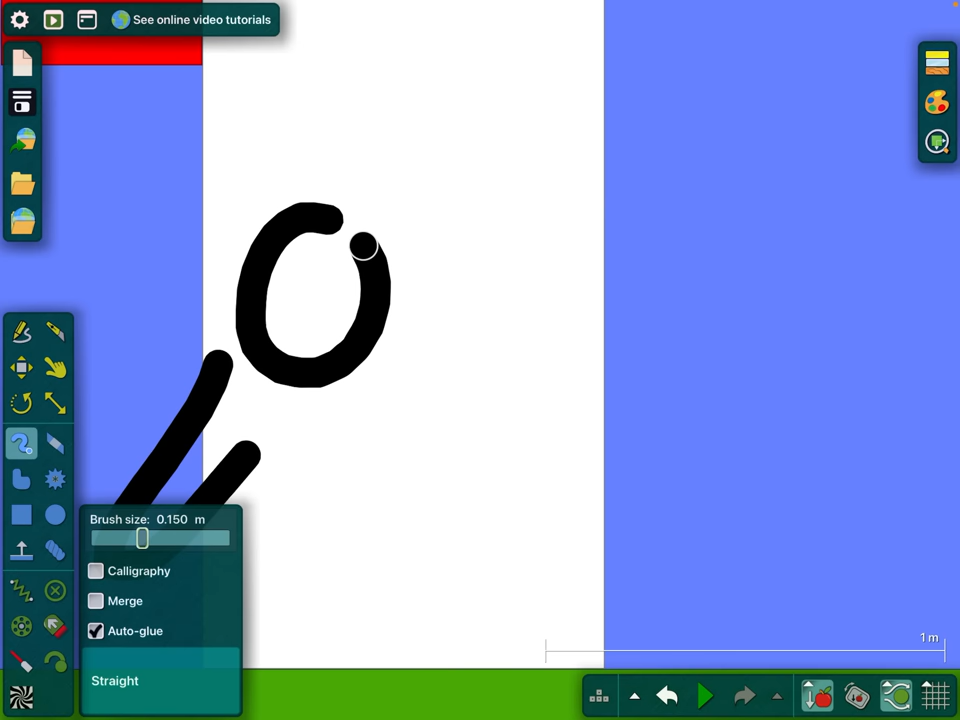 See online video tutorials
Brush size: 0.150 m
Calligraphy
Merge
Auto-glue
Straight
1 m